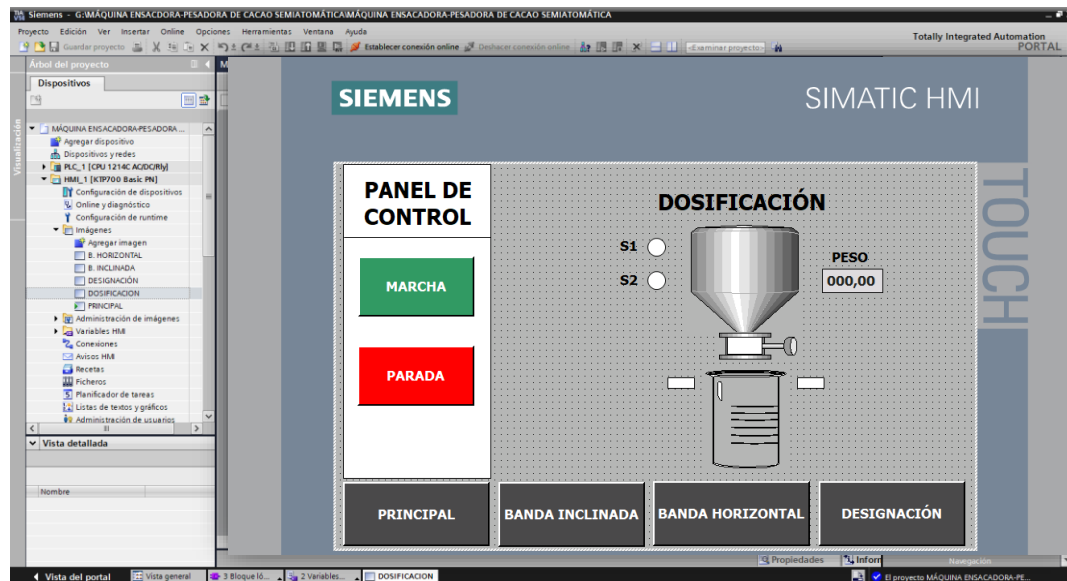 Siemens - G:\MÁQUINA ENSACDORA-PESADORA DE CACAO SEMIATOMÁTICA\MÁQUINA ENSACADORA-PESADORA DE CACAO SEMIATOMÁTICA
Proyecto Edición Ver Insertar Online Opciones Herramientas Ventana Ayuda
Totally Integrated Automation
PORTAL
Guardar proyecto
Establecer conexión online
Deshacer conexión online
<Examinar proyecto>
Árbol del proyecto
Dispositivos
Visualización
MÁQUINA ENSACADORA-PESADORA ...
Agregar dispositivo
Dispositivos y redes
PLC_1 [CPU 1214C AC/DC/Rly]
HMI_1 [KTP700 Basic PN]
Configuración de dispositivos
Online y diagnóstico
Configuración de runtime
Imágenes
Agregar imagen
B. HORIZONTAL
B. INCLINADA
DESIGNACIÓN
DOSIFICACION
PRINCIPAL
Administración de imágenes
Variables HMI
Conexiones
Avisos HMI
Recetas
Ficheros
Planificador de tareas
Listas de textos y gráficos
Administración de usuarios
Vista detallada
Nombre
SIEMENS
SIMATIC HMI
TOUCH
PANEL DE
CONTROL
MARCHA
PARADA
DOSIFICACIÓN
S1
S2
PESO
000,00
PRINCIPAL
BANDA INCLINADA
BANDA HORIZONTAL
DESIGNACIÓN
Propiedades
Inform
Navegación
Vista del portal
Vista general
3 Bloque ló...
2 Variables...
DOSIFICACION
El proyecto MÁQUINA ENSACADORA-PE...